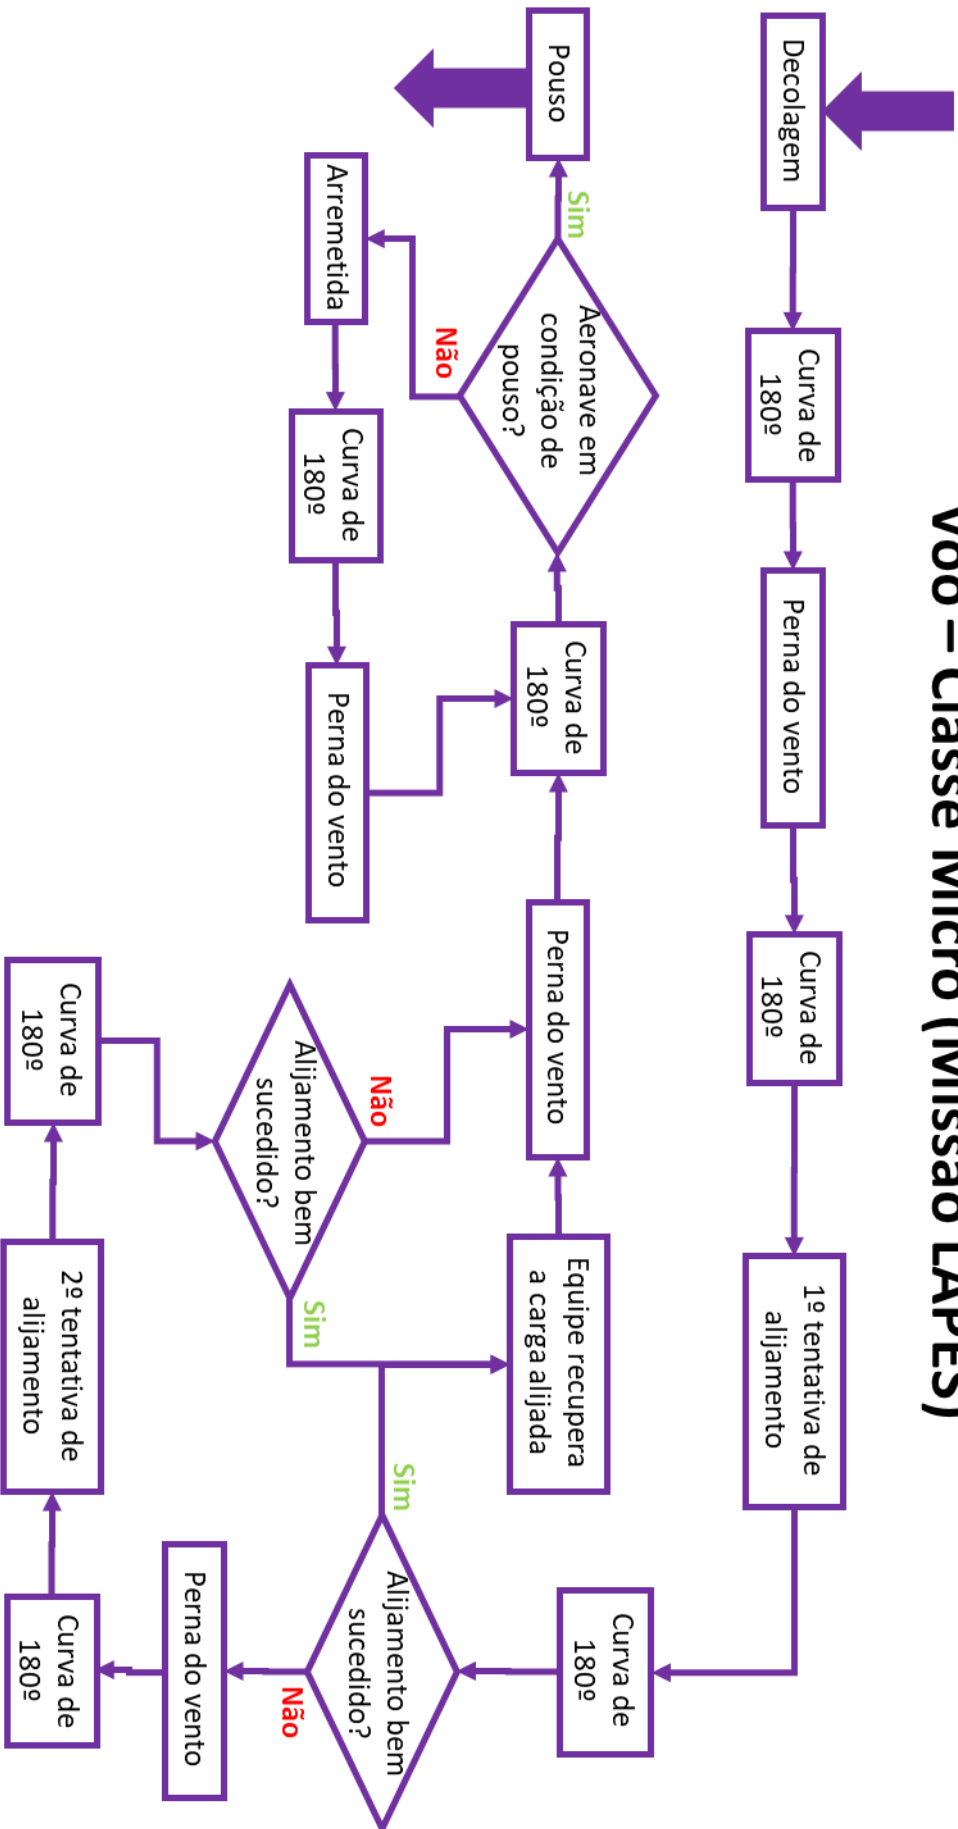 Voo – Classe Micro (Missão LAPES)
Decolagem
Curva de
180º
Perna do vento
Curva de
180º
1º tentativa de
alijamento
Curva de
180º
Alijamento bem
sucedido?
Sim
Não
Equipe recupera
a carga alijada
Perna do vento
Curva de
180º
Aeronave em
condição de
pouso?
Sim
Pouso
Não
Arremetida
Curva de
180º
Perna do vento
Perna do vento
Curva de
180º
2º tentativa de
alijamento
Curva de
180º
Alijamento bem
sucedido?
Não
Sim